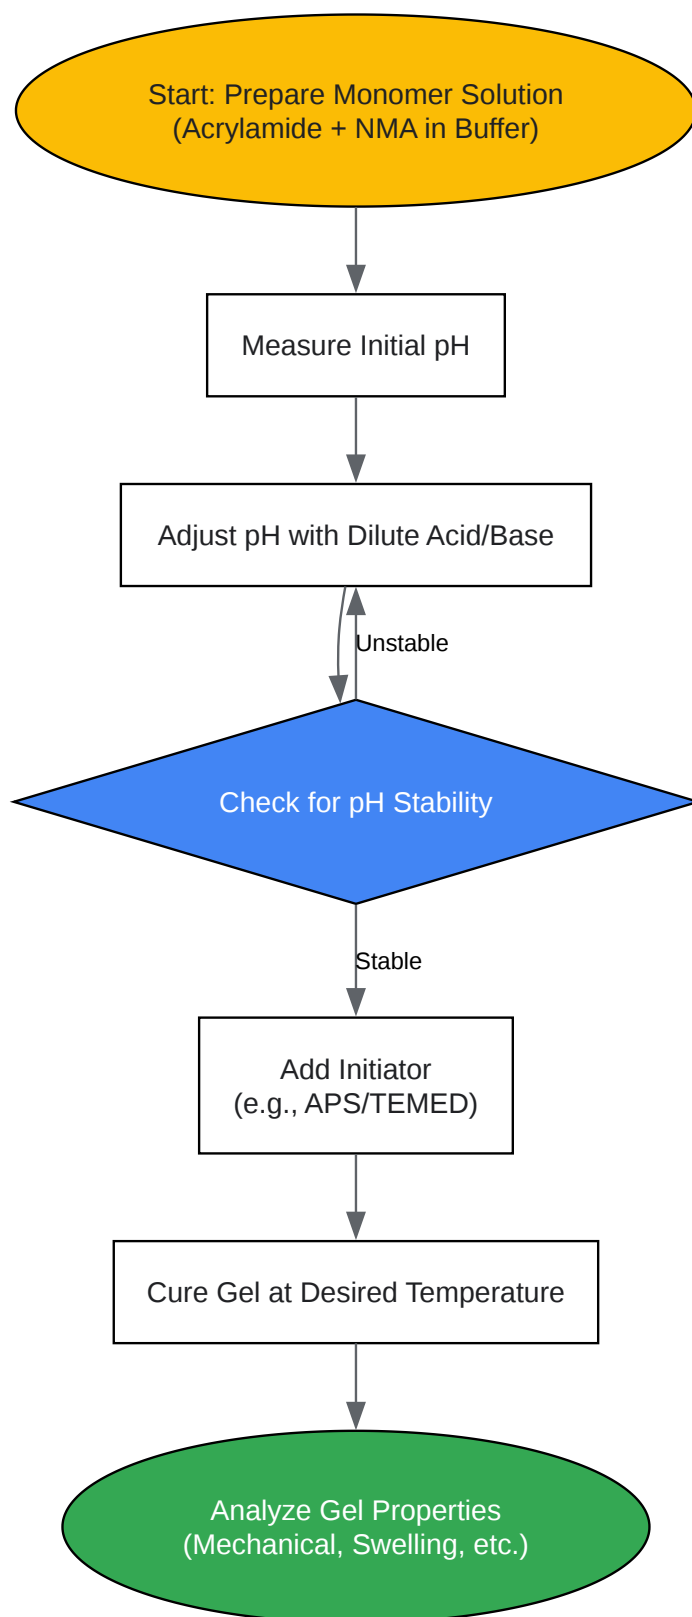 Start: Prepare Monomer Solution
(Acrylamide + NMA in Buffer)
Measure Initial pH
Adjust pH with Dilute Acid/Base
Unstable
Check for pH Stability
Stable
Add Initiator
(e.g., APS/TEMED)
Cure Gel at Desired Temperature
Analyze Gel Properties
(Mechanical, Swelling, etc.)